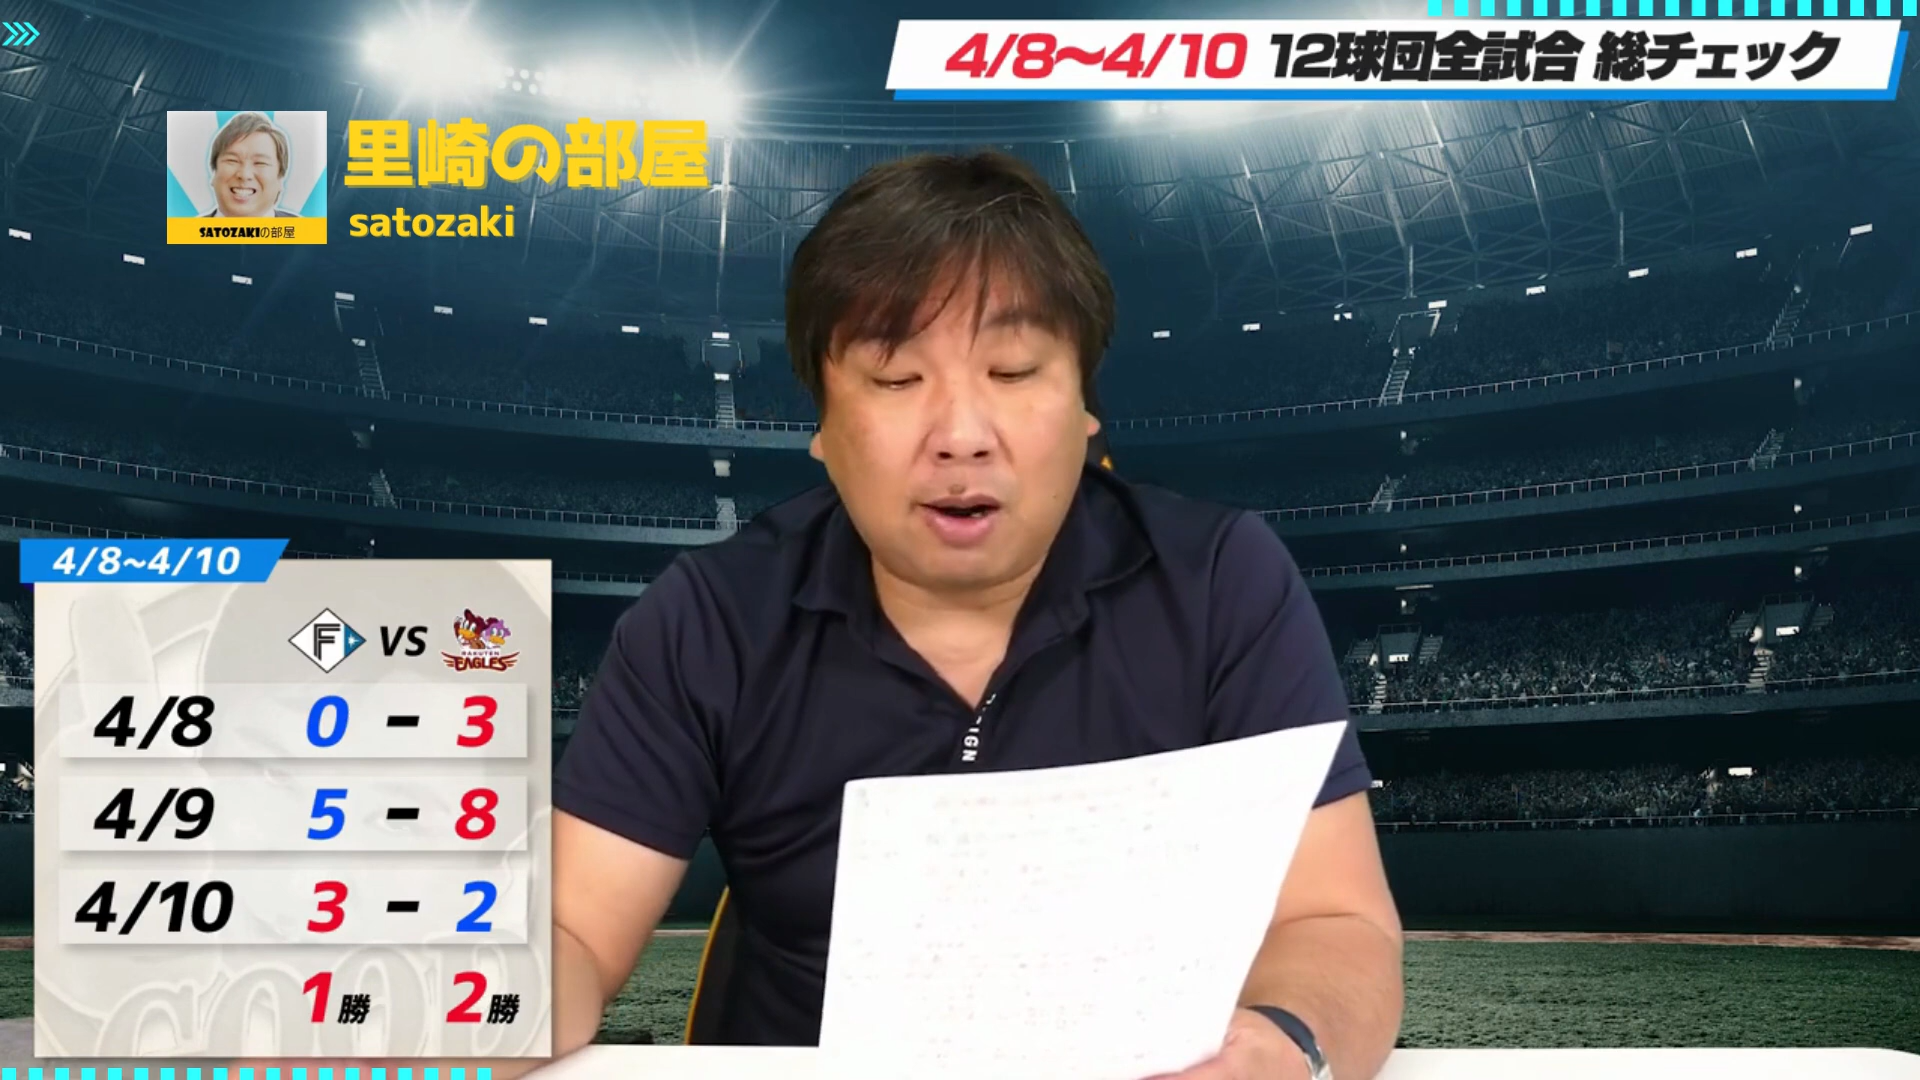 4/8~4/10 12球団全試合 総チェック
里崎の部屋
satozaki
SATOZAKIの部屋
4/8~4/10
F VS RAKUTEN EAGLES
4/8 0 - 3
4/9 5 - 8
4/10 3 - 2
1勝 2勝
IGN